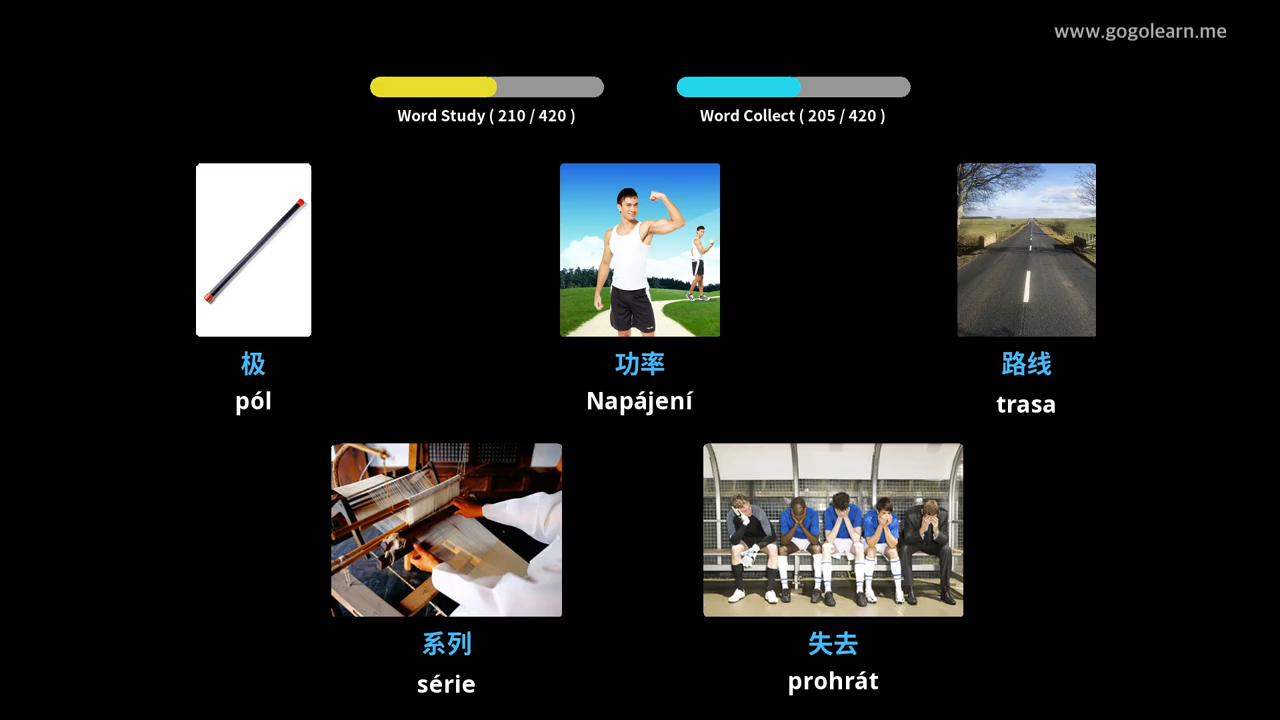 www.gogolearn.me
Word Study ( 210 / 420 )
Word Collect ( 205 / 420 )
极
功率
路线
pól
Napájení
trasa
系列
失去
série
prohrát